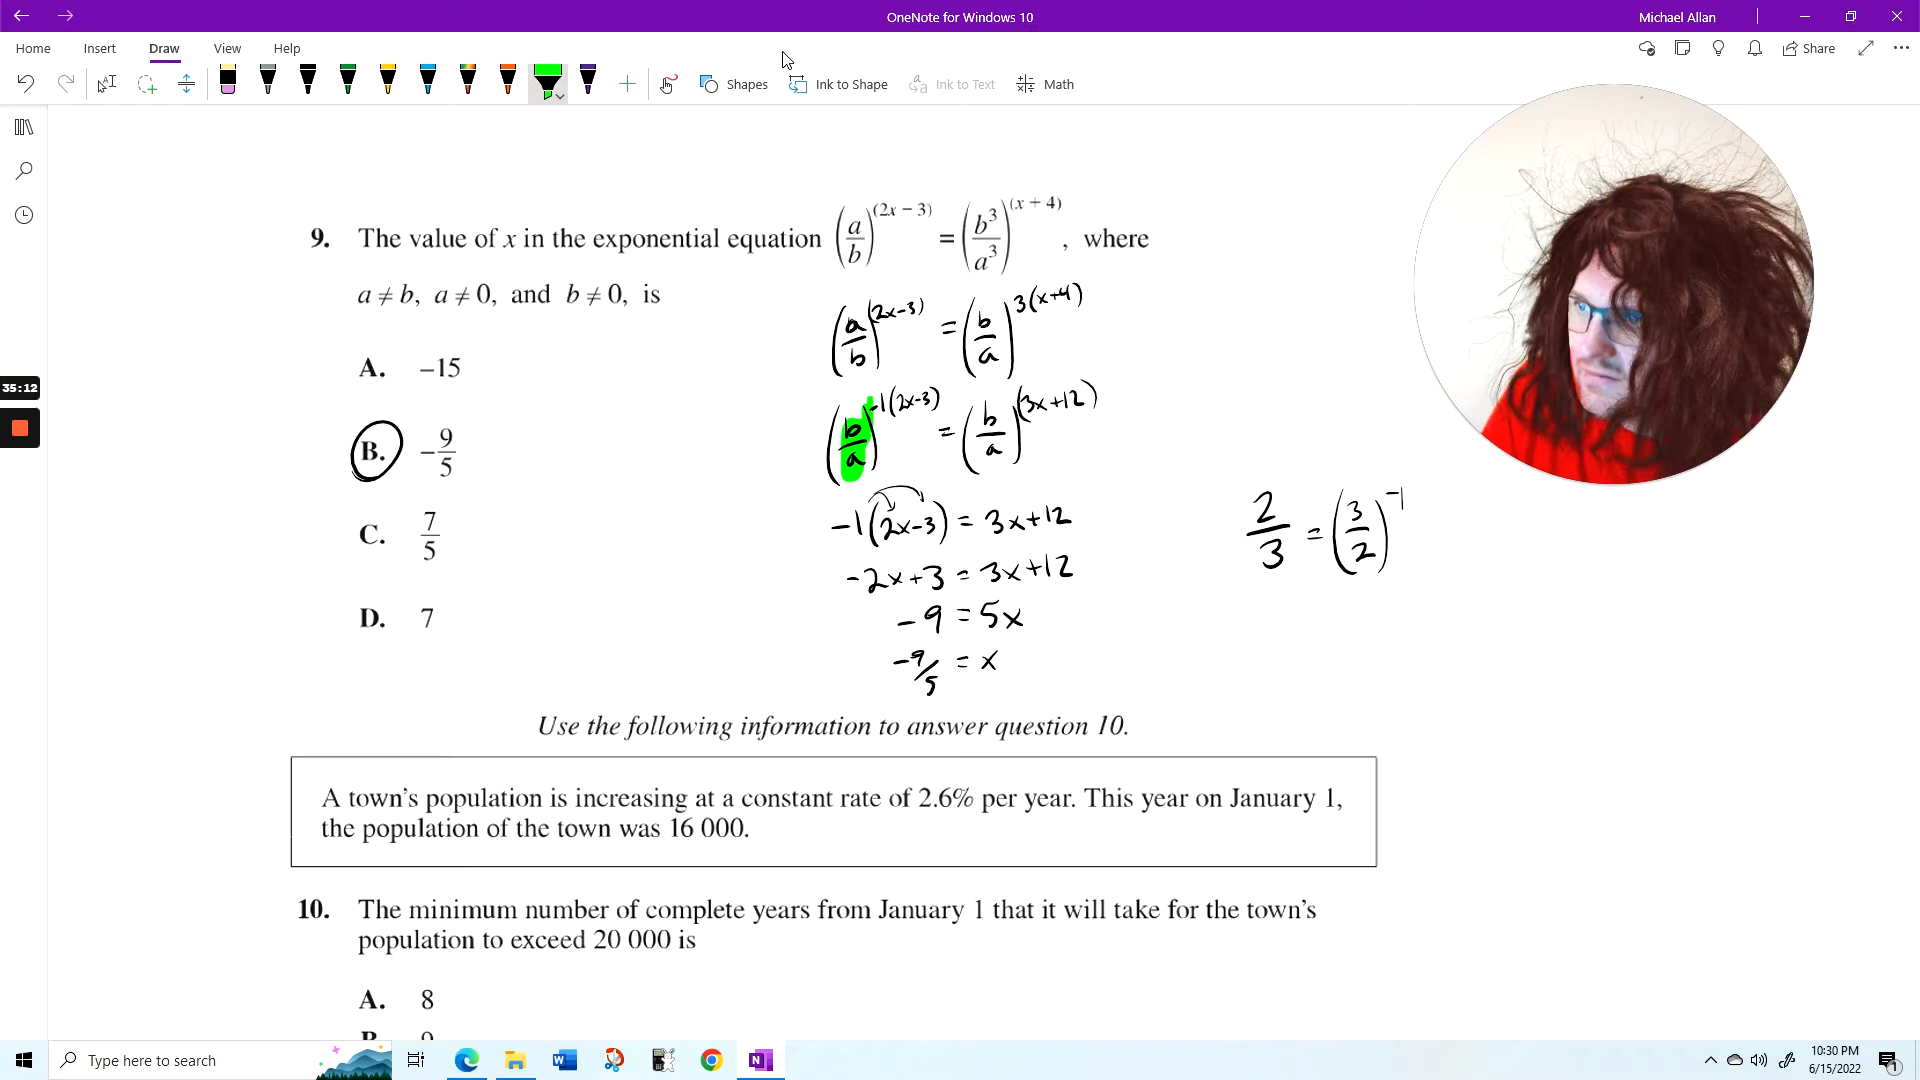 OneNote for Windows 10
Michael Allan
Home Insert Draw View Help
Share
Shapes Ink to Shape Ink to Text Math
9. The value of x in the exponential equation (a/b)^(2x − 3) = (b^3/a^3)^(x + 4) , where
a ≠ b, a ≠ 0, and b ≠ 0, is
(a/b)^(2x-3) = (b/a)^3(x+4)
A. −15
35:12
(b/a)^-1(2x-3) = (b/a)^(3x+12)
B. −9/5
-1(2x-3) = 3x+12
2/3 = (3/2)^-1
C. 7/5
-2x+3 = 3x+12
D. 7
-9 = 5x
-9/5 = x
Use the following information to answer question 10.
A town's population is increasing at a constant rate of 2.6% per year. This year on January 1,
the population of the town was 16 000.
10. The minimum number of complete years from January 1 that it will take for the town's
population to exceed 20 000 is
A. 8
Type here to search
10:30 PM
6/15/2022
1